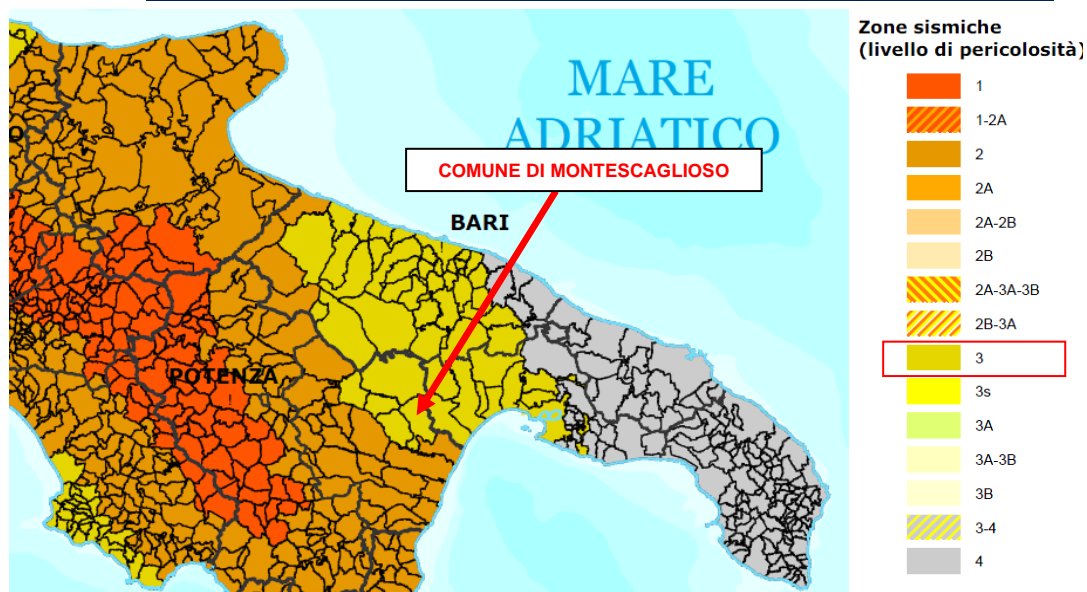 Zone sismiche
(livello di pericolosità)
MARE
ADRIATICO
COMUNE DI MONTESCAGLIOSO
BARI
POTENZA
1
1-2A
2
2A
2A-2B
2B
2A-3A-3B
2B-3A
3
3s
3A
3A-3B
3B
3-4
4